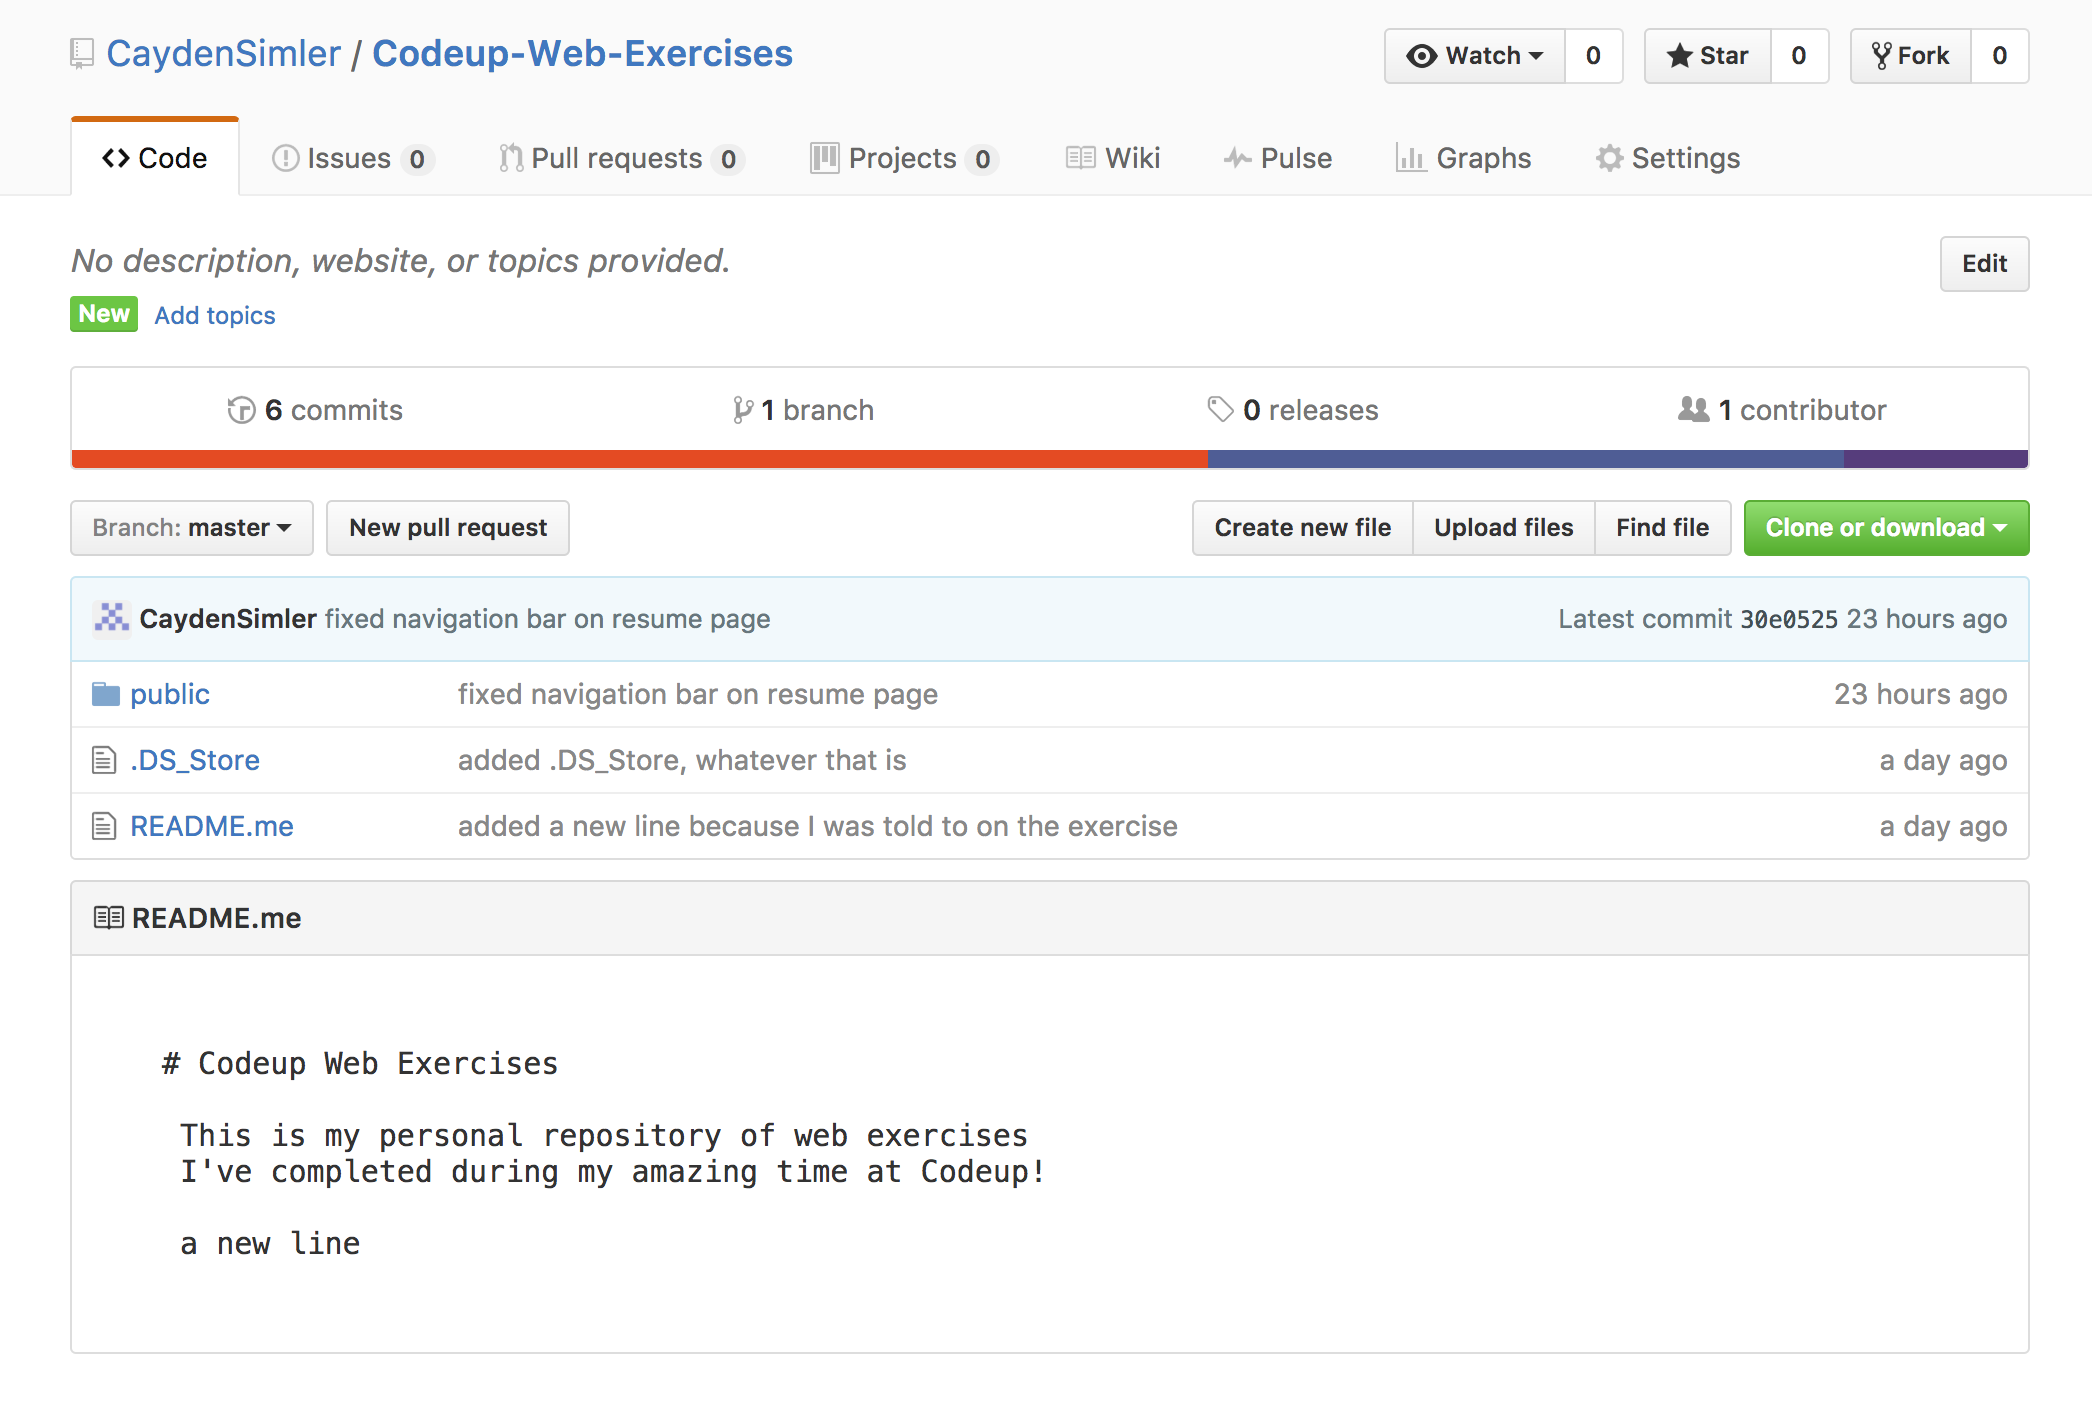 CaydenSimler / Codeup-Web-Exercises
Watch 0 Star 0 Fork 0
Code Issues 0 Pull requests 0 Projects 0 Wiki Pulse Graphs Settings
No description, website, or topics provided.
Edit
New Add topics
6 commits 1 branch 0 releases 1 contributor
Branch: master New pull request Create new file Upload files Find file Clone or download
CaydenSimler fixed navigation bar on resume page Latest commit 30e0525 23 hours ago
public fixed navigation bar on resume page 23 hours ago
.DS_Store added .DS_Store, whatever that is a day ago
README.me added a new line because I was told to on the exercise a day ago
README.me
# Codeup Web Exercises
This is my personal repository of web exercises
I've completed during my amazing time at Codeup!
a new line